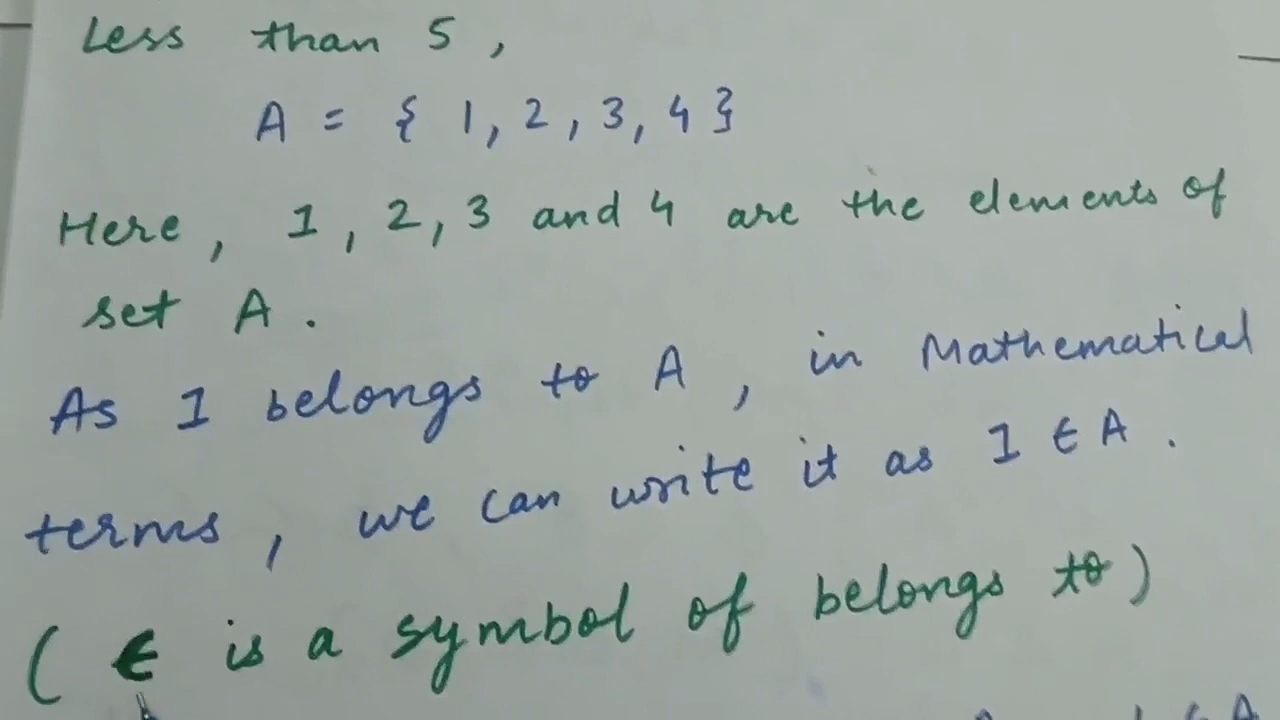 Less than 5,
A = { 1, 2, 3, 4 }
Here, 1, 2, 3 and 4 are the elements of
set A.
As 1 belongs to A, in Mathematical
terms, we can write it as 1 ∈ A.
( ∈ is a symbol of belongs to)